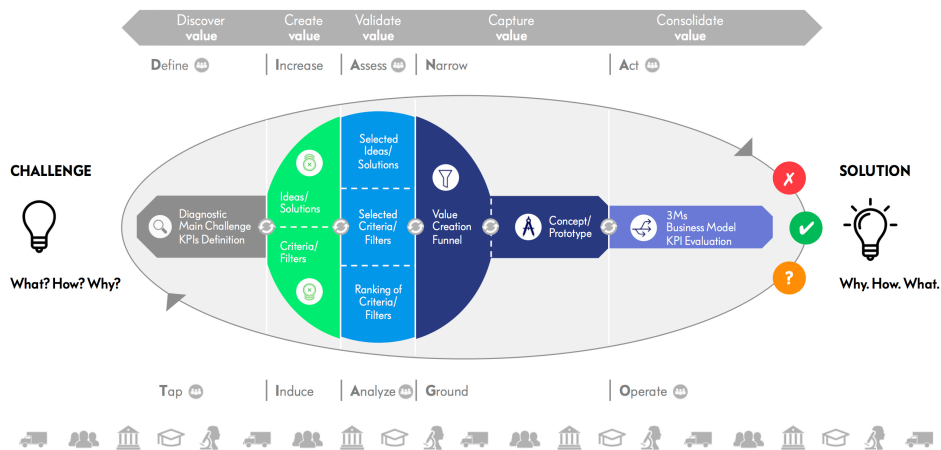 Discover
value
Create
value
Validate
value
Capture
value
Consolidate
value
Define
Increase
Assess
Narrow
Act
CHALLENGE
What? How? Why?
Diagnostic
Main Challenge
KPIs Definition
Ideas/
Solutions
Criteria/
Filters
Selected
Ideas/
Solutions
Selected
Criteria/
Filters
Ranking of
Criteria/
Filters
Value
Creation
Funnel
Concept/
Prototype
3Ms
Business Model
KPI Evaluation
✗
✔
?
SOLUTION
Why. How. What.
Tap
Induce
Analyze
Ground
Operate